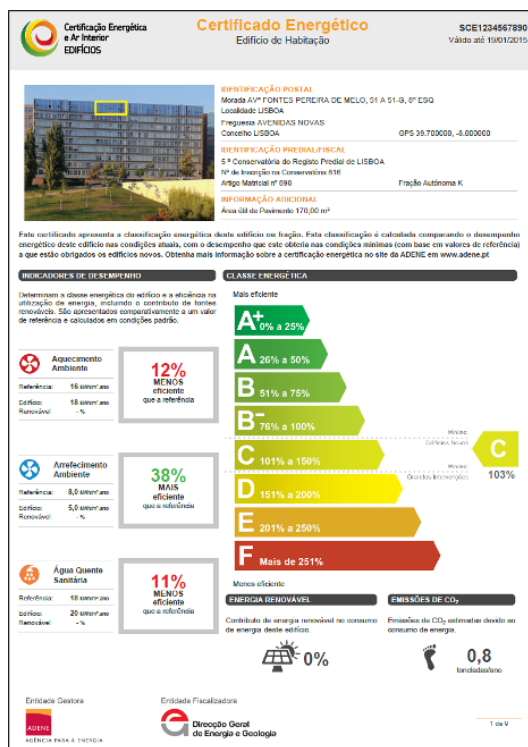 Certificação Energética
e Ar Interior
EDIFÍCIOS
Certificado Energético
Edifício de Habitação
SCE1234567890
Válido até 19/01/2015
IDENTIFICAÇÃO POSTAL
Morada AVª FONTES PEREIRA DE MELO, 51 A 51-G, 8º ESQ
Localidade LISBOA
Freguesia AVENIDAS NOVAS
Concelho LISBOA GPS 39.700000, -8.000000
IDENTIFICAÇÃO PREDIAL/FISCAL
5 ª Conservatória do Registo Predial de LISBOA
Nº de Inscrição na Conservatória 816
Artigo Matricial nº 898 Fração Autónoma K
INFORMAÇÃO ADICIONAL
Área útil de Pavimento 170,00 m²
Este certificado apresenta a classificação energética deste edifício ou fração. Esta classificação é calculada comparando o desempenho
energético deste edifício nas condições atuais, com o desempenho que este obteria nas condições mínimas (com base em valores de referência)
a que estão obrigados os edifícios novos. Obtenha mais informação sobre a certificação energética no site da ADENE em www.adene.pt
INDICADORES DE DESEMPENHO
Determinam a classe energética do edifício e a eficiência na
utilização de energia, incluindo o contributo de fontes
renováveis. São apresentados comparativamente a um valor
de referência e calculados em condições padrão.
Aquecimento
Ambiente
Referência: 16 kWh/m².ano
Edifício: 18 kWh/m².ano
Renovável - %
12%
MENOS
eficiente
que a referência
Arrefecimento
Ambiente
Referência: 8,0 kWh/m².ano
Edifício: 5,0 kWh/m².ano
Renovável - %
38%
MAIS
eficiente
que a referência
Água Quente
Sanitária
Referência: 18 kWh/m².ano
Edifício: 20 kWh/m².ano
Renovável - %
11%
MENOS
eficiente
que a referência
CLASSE ENERGÉTICA
Mais eficiente
A+ 0% a 25%
A 26% a 50%
B 51% a 75%
B- 76% a 100%
C 101% a 150%
D 151% a 200%
E 201% a 250%
F Mais de 251%
Mínimo:
Edifícios Novos
Mínimo:
Grandes Intervenções
C
103%
Menos eficiente
ENERGIA RENOVÁVEL
Contributo de energia renovável no consumo
de energia deste edifício.
0%
EMISSÕES DE CO₂
Emissões de CO₂ estimadas devido ao
consumo de energia.
0,8
toneladas/ano
Entidade Gestora
ADENE
AGÊNCIA PARA A ENERGIA
Entidade Fiscalizadora
Direcção Geral
de Energia e Geologia
1 de 9